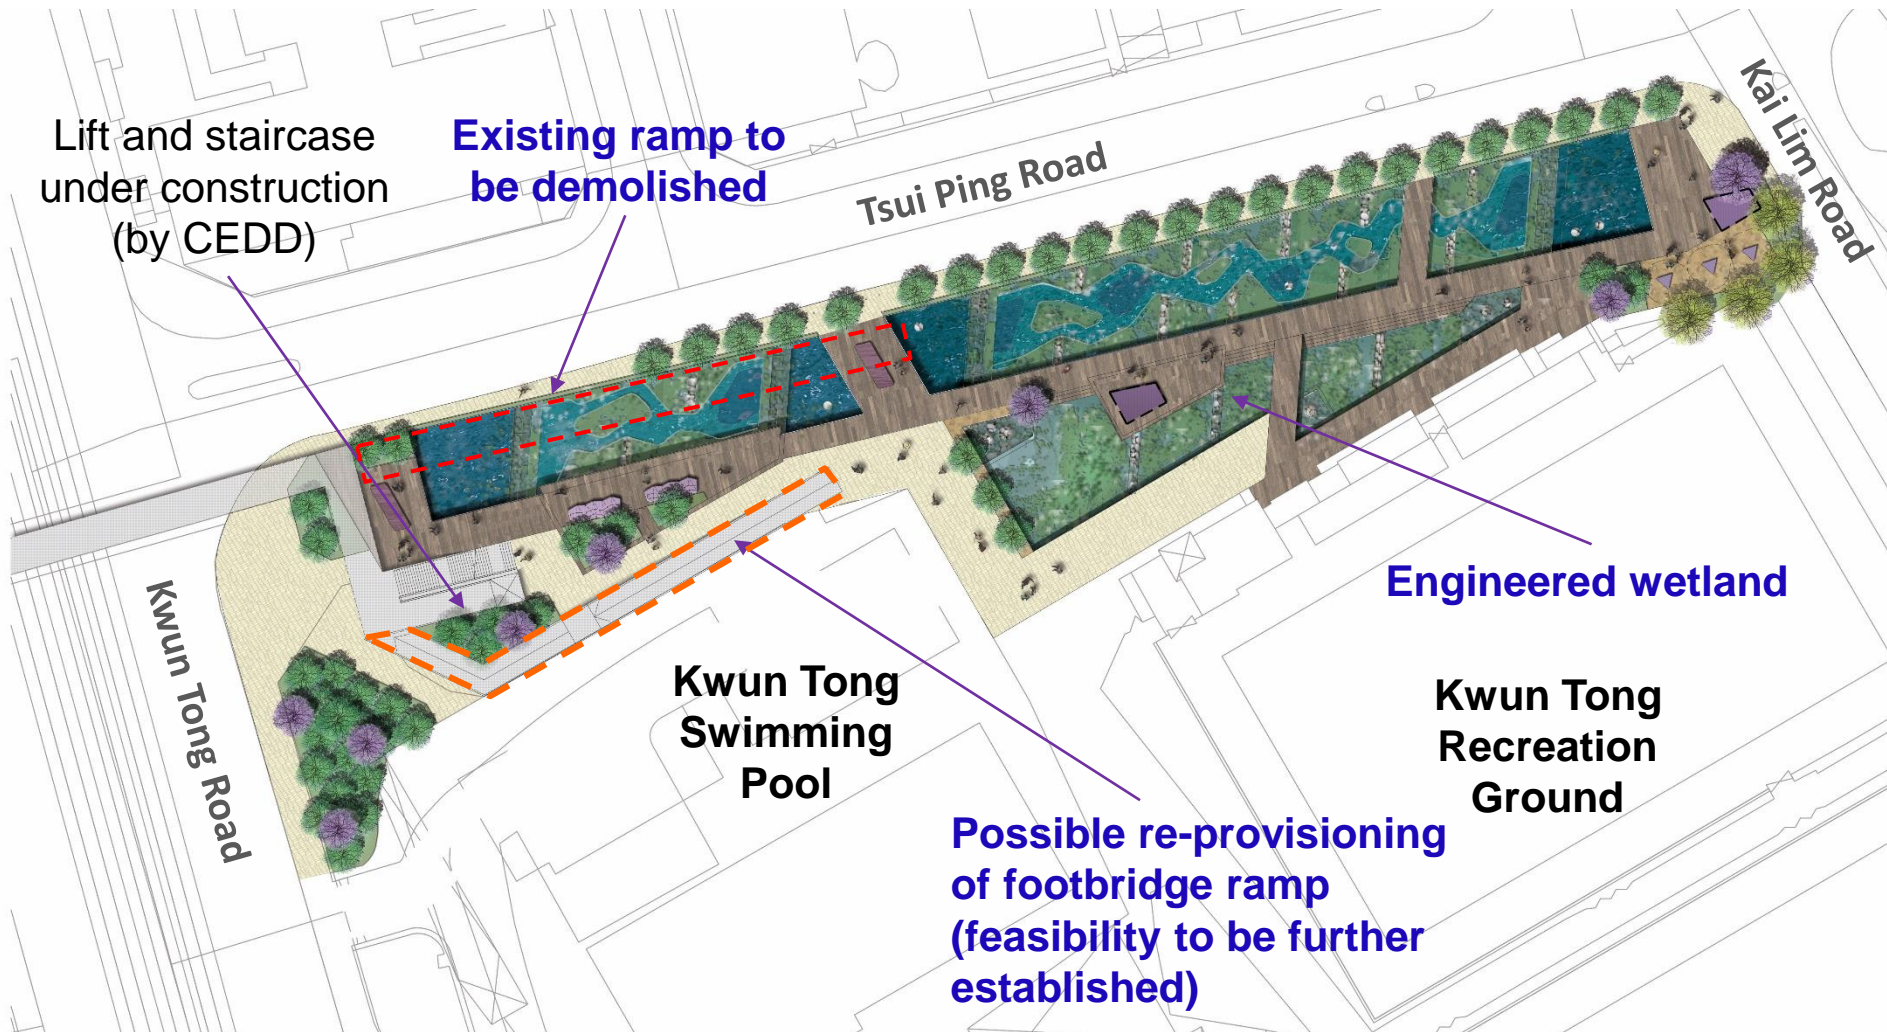 Lift and staircase
under construction
(by CEDD)
Existing ramp to
be demolished
Tsui Ping Road
Kai Lim Road
Engineered wetland
Kwun Tong Road
Kwun Tong
Swimming
Pool
Kwun Tong
Recreation
Ground
Possible re-provisioning
of footbridge ramp
(feasibility to be further
established)